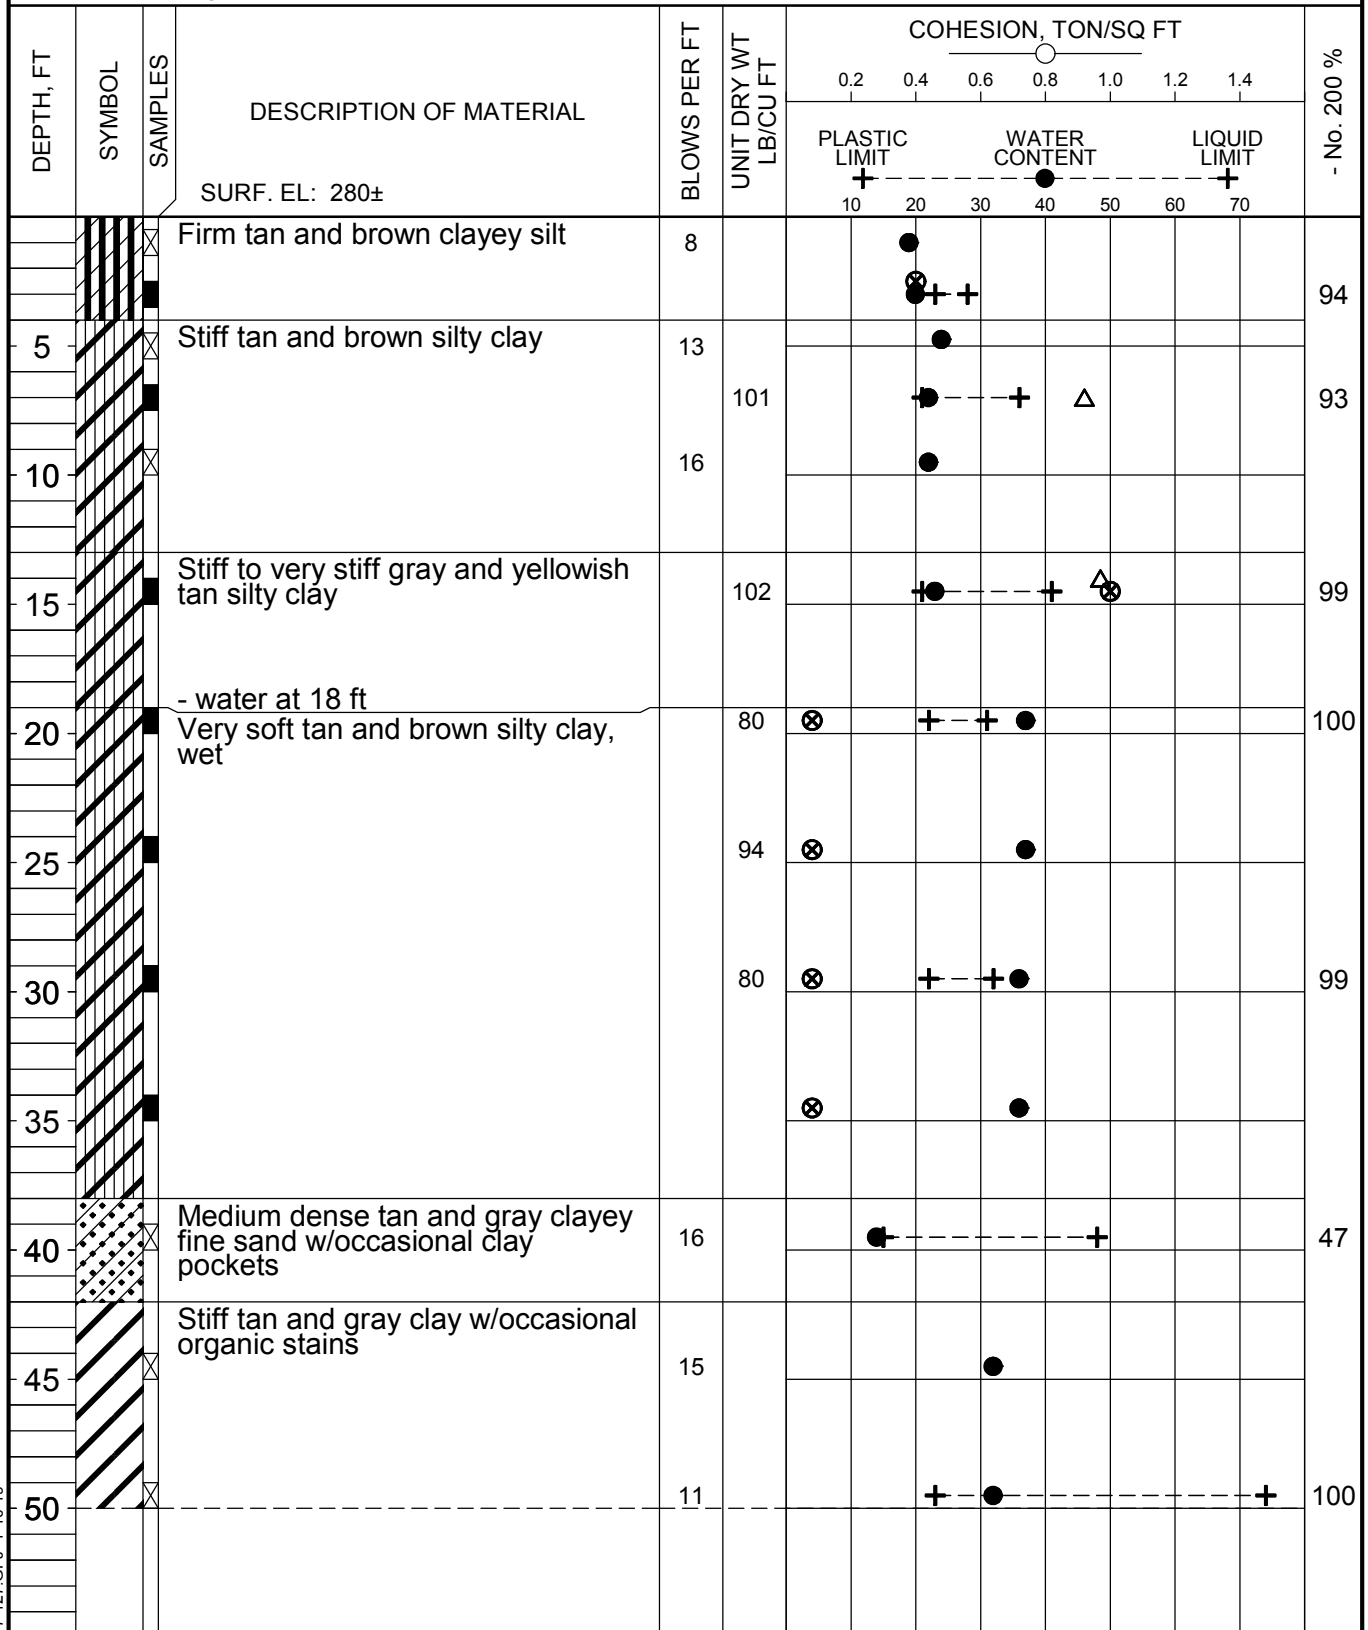 DEPTH, FT
SYMBOL
SAMPLES
DESCRIPTION OF MATERIAL
SURF. EL: 280±
BLOWS PER FT
UNIT DRY WT
LB/CU FT
COHESION, TON/SQ FT
0.2 0.4 0.6 0.8 1.0 1.2 1.4
PLASTIC
LIMIT
WATER
CONTENT
LIQUID
LIMIT
10 20 30 40 50 60 70
- No. 200 %
Firm tan and brown clayey silt
8
94
Stiff tan and brown silty clay
5
13
101
93
10
16
Stiff to very stiff gray and yellowish
tan silty clay
15
102
99
- water at 18 ft
Very soft tan and brown silty clay,
wet
20
80
100
25
94
30
80
99
35
Medium dense tan and gray clayey
fine sand w/occasional clay
pockets
40
16
47
Stiff tan and gray clay w/occasional
organic stains
45
15
50
11
100